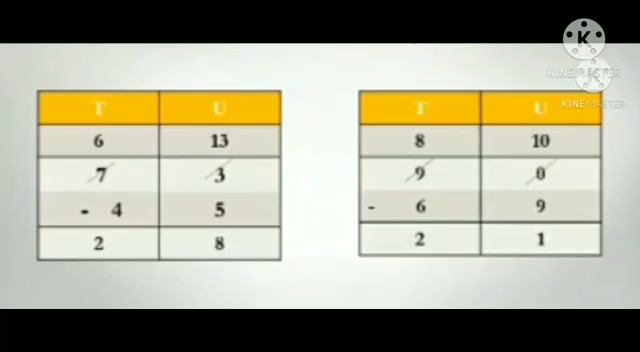 K
KINEMASTER
K
KINEMASTER
T U
6 13
7 3
- 4 5
2 8
T U
8 10
9 0
- 6 9
2 1